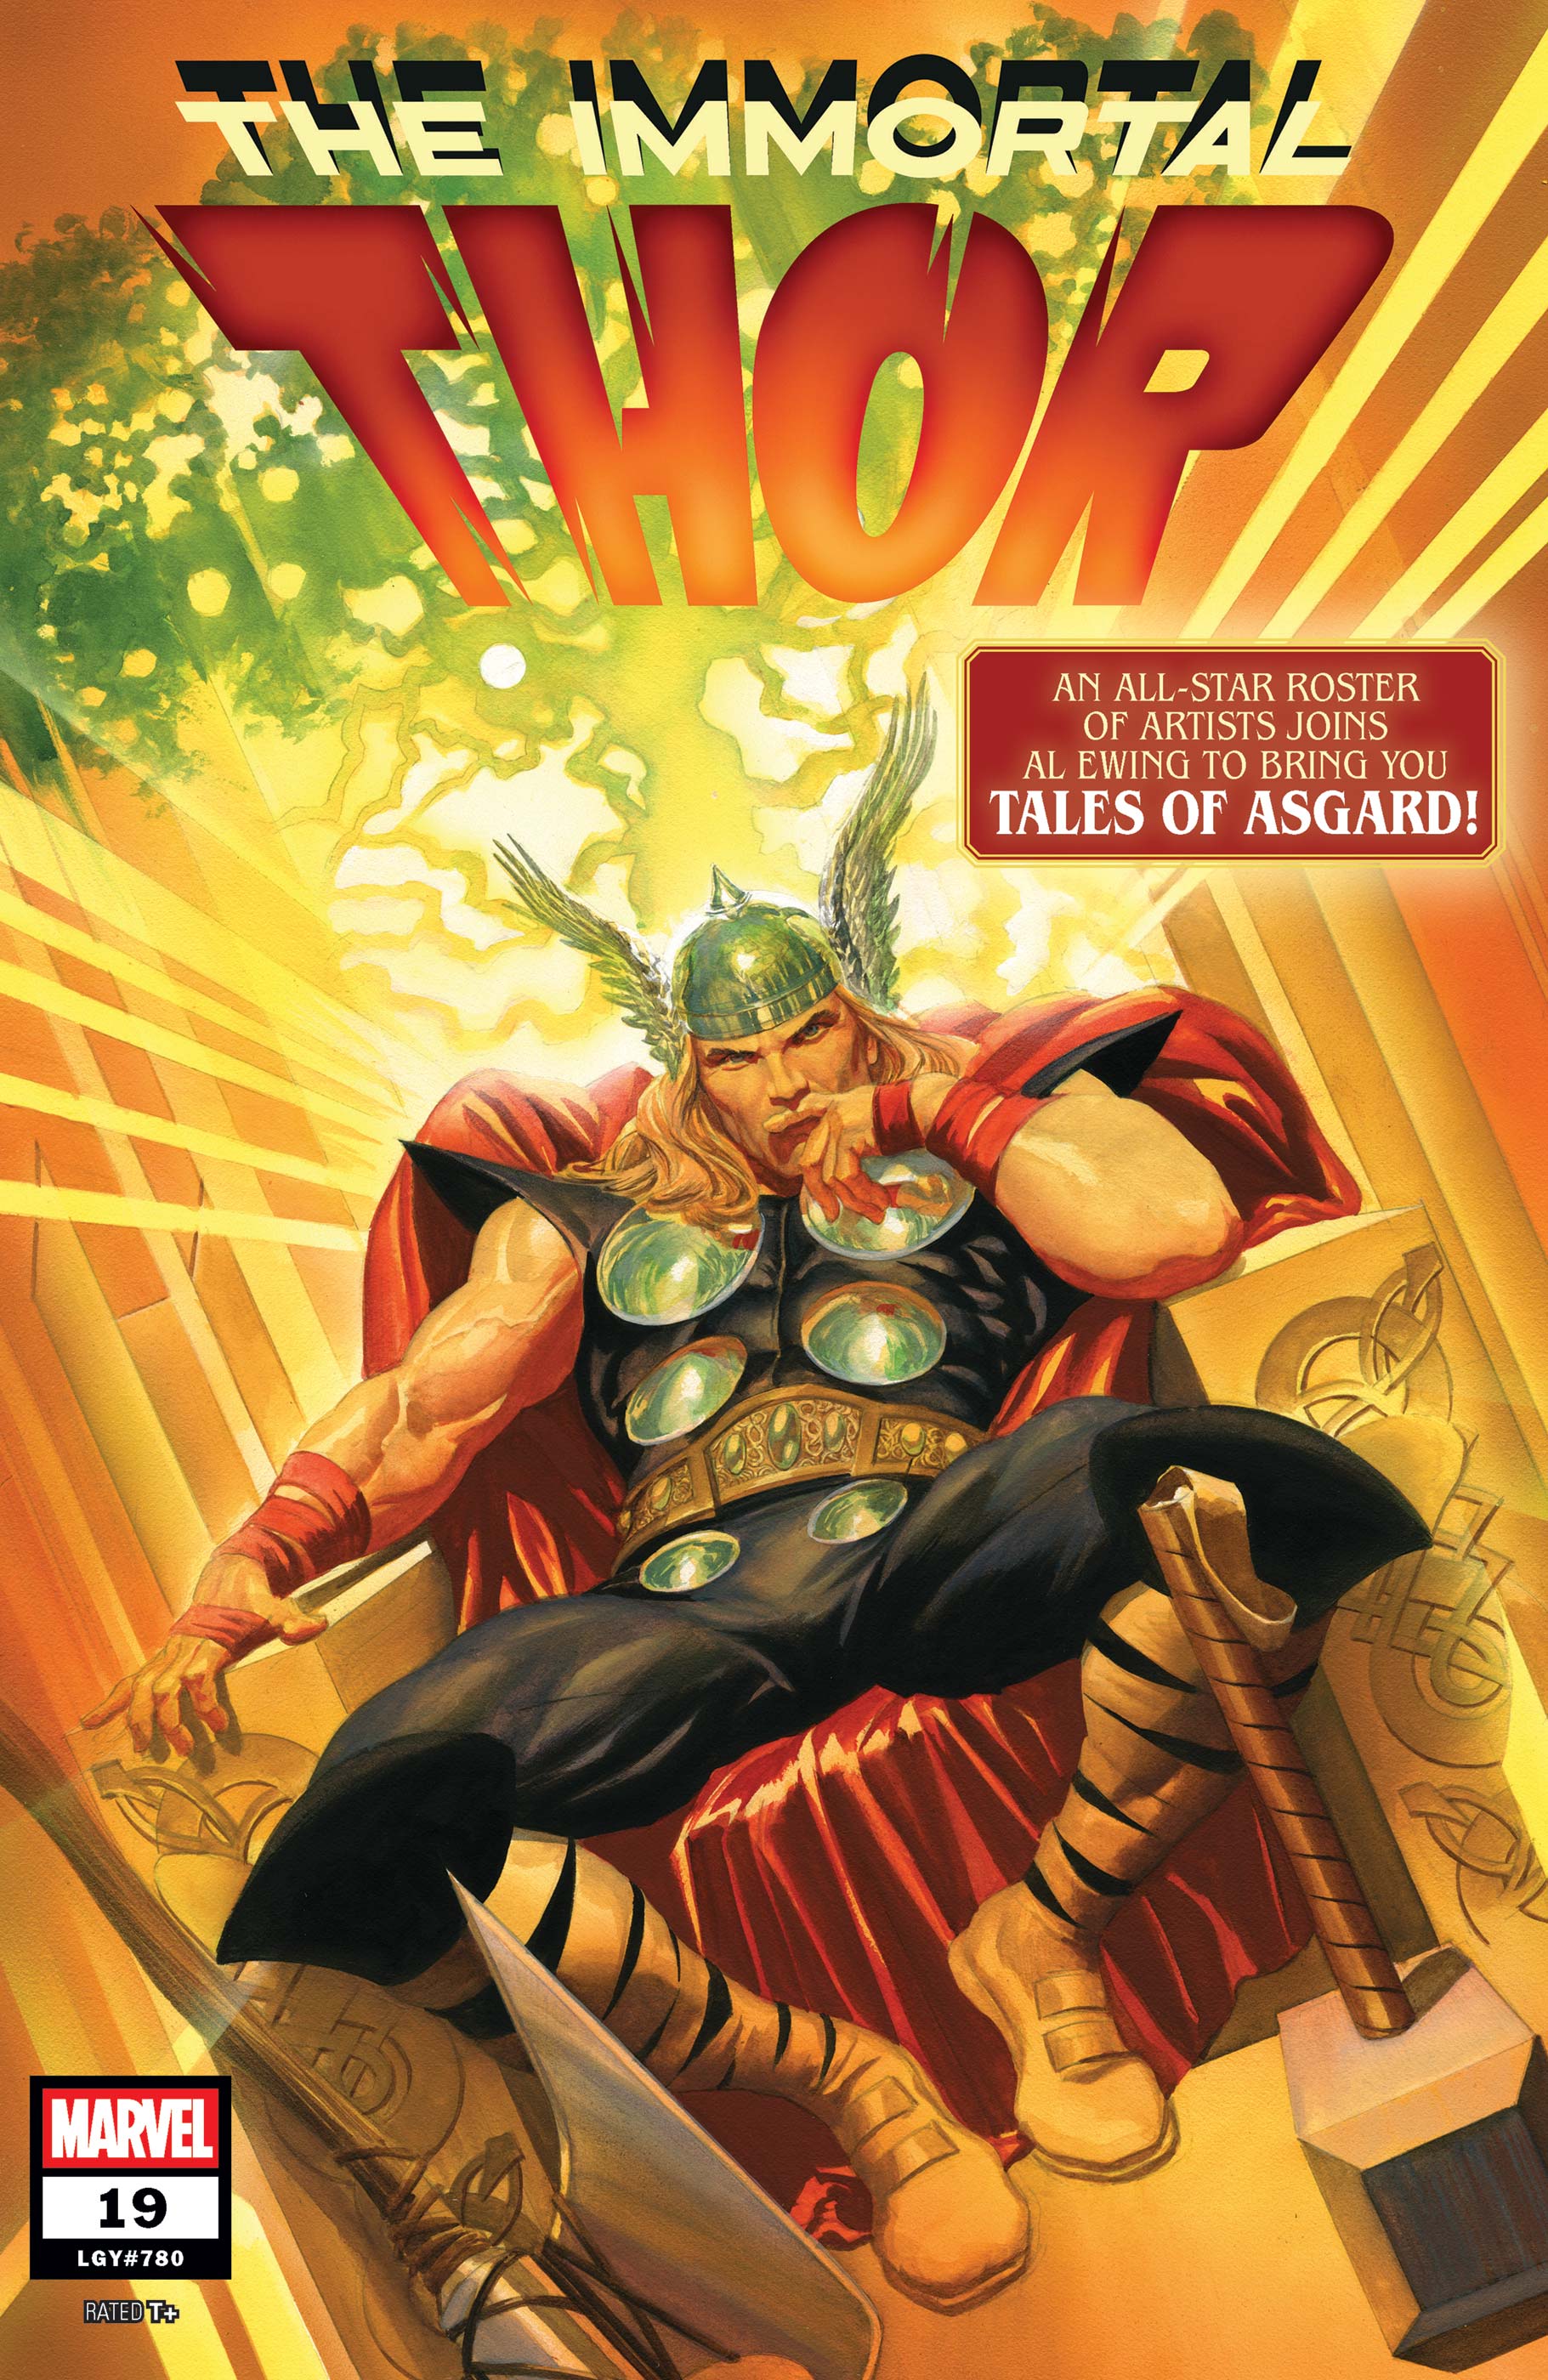 THE IMMORTAL
THOR
AN ALL-STAR ROSTER
OF ARTISTS JOINS
AL EWING TO BRING YOU
TALES OF ASGARD!
MARVEL
19
LGY#780
RATED T+